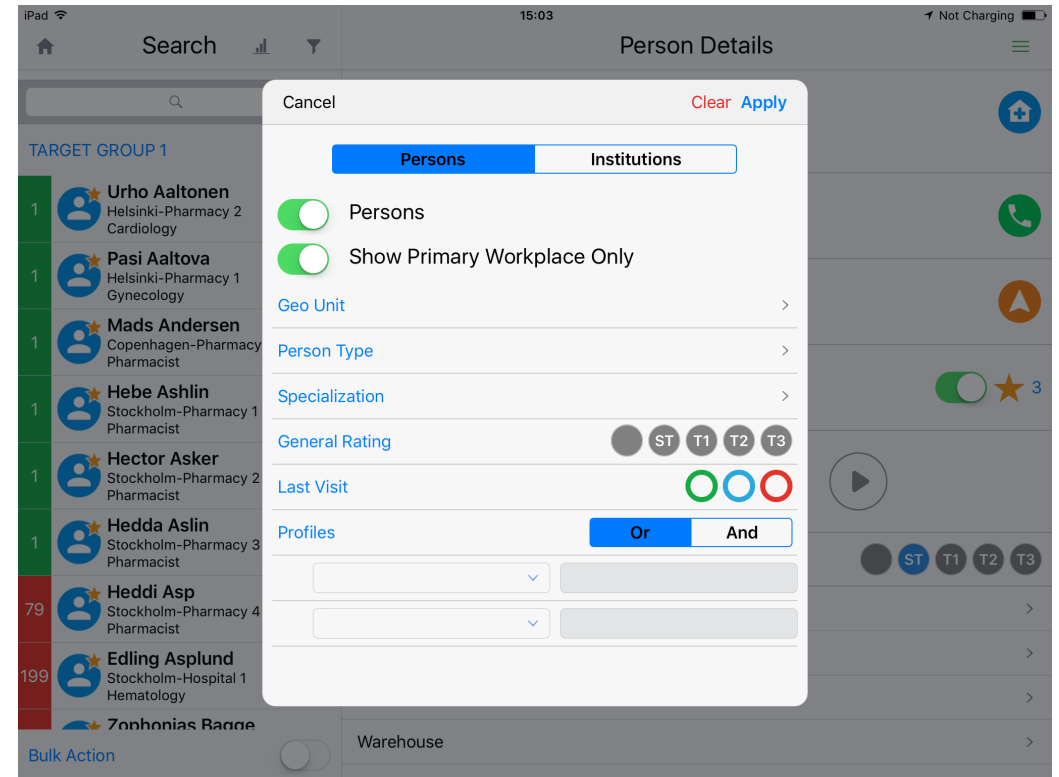 iPad
15:03
Not Charging
Search
Person Details
TARGET GROUP 1
1
Urho Aaltonen
Helsinki-Pharmacy 2
Cardiology
1
Pasi Aaltova
Helsinki-Pharmacy 1
Gynecology
1
Mads Andersen
Copenhagen-Pharmacy
Pharmacist
1
Hebe Ashlin
Stockholm-Pharmacy 1
Pharmacist
1
Hector Asker
Stockholm-Pharmacy 2
Pharmacist
1
Hedda Aslin
Stockholm-Pharmacy 3
Pharmacist
79
Heddi Asp
Stockholm-Pharmacy 4
Pharmacist
199
Edling Asplund
Stockholm-Hospital 1
Hematology
Zophonias Bagge
Bulk Action
Cancel
Clear Apply
Persons Institutions
Persons
Show Primary Workplace Only
Geo Unit
Person Type
Specialization
General Rating ST T1 T2 T3
Last Visit
Profiles Or And
3
ST T1 T2 T3
Warehouse